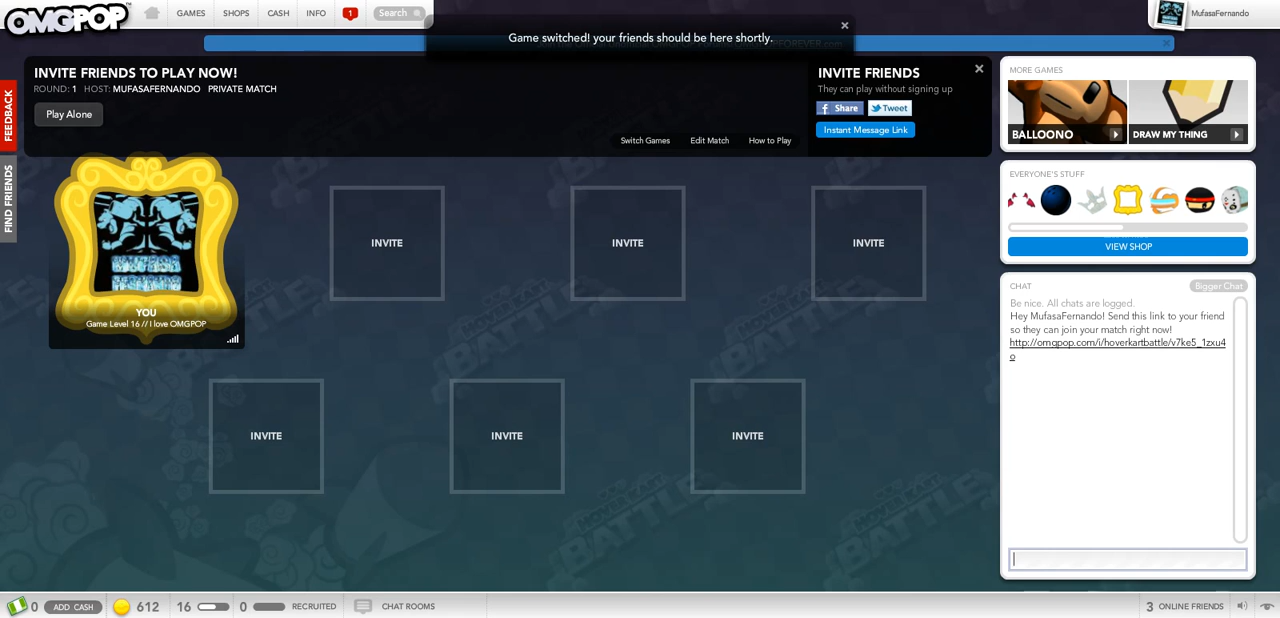 OMGPOP™
GAMES SHOPS CASH INFO 1 Search
MufasaFernando
Game switched! your friends should be here shortly.
FOREVER.com
FEEDBACK
FIND FRIENDS
INVITE FRIENDS TO PLAY NOW!
ROUND: 1 HOST: MUFASAFERNANDO PRIVATE MATCH
Play Alone
Switch Games Edit Match How to Play
INVITE FRIENDS
They can play without signing up
f Share Tweet
Instant Message Link
MORE GAMES
BALLOONO DRAW MY THING
EVERYONE'S STUFF
VIEW SHOP
INVITE INVITE INVITE
YOU
Game Level 16 // I love OMGPOP
INVITE INVITE INVITE
HOVER KART
BATTLE
CHAT
Bigger Chat
Be nice. All chats are logged.
Hey MufasaFernando! Send this link to your friend
so they can join your match right now!
http://omgpop.com/i/hoverkartbattle/v7ke5_1zxu4
o
0 ADD CASH 612 16 0 RECRUITED CHAT ROOMS 3 ONLINE FRIENDS